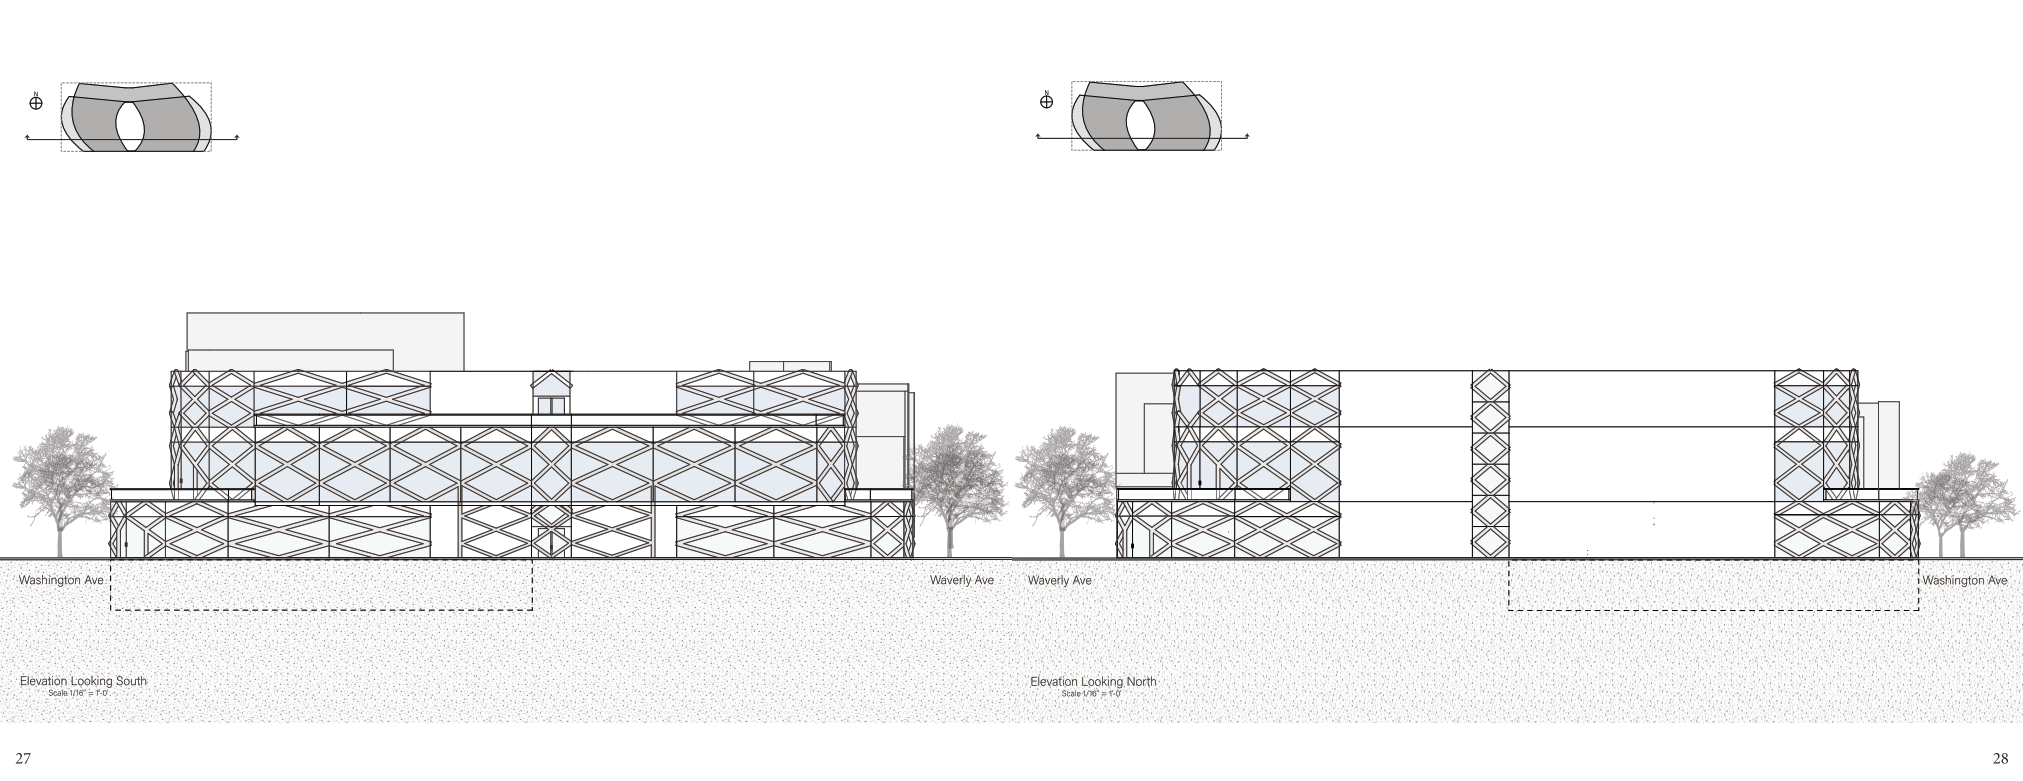 N
N
Washington Ave
Waverly Ave
Waverly Ave
Washington Ave
Elevation Looking South
Scale 1/16" = 1'-0'
Elevation Looking North
Scale 1/16" = 1'-0'
27
28